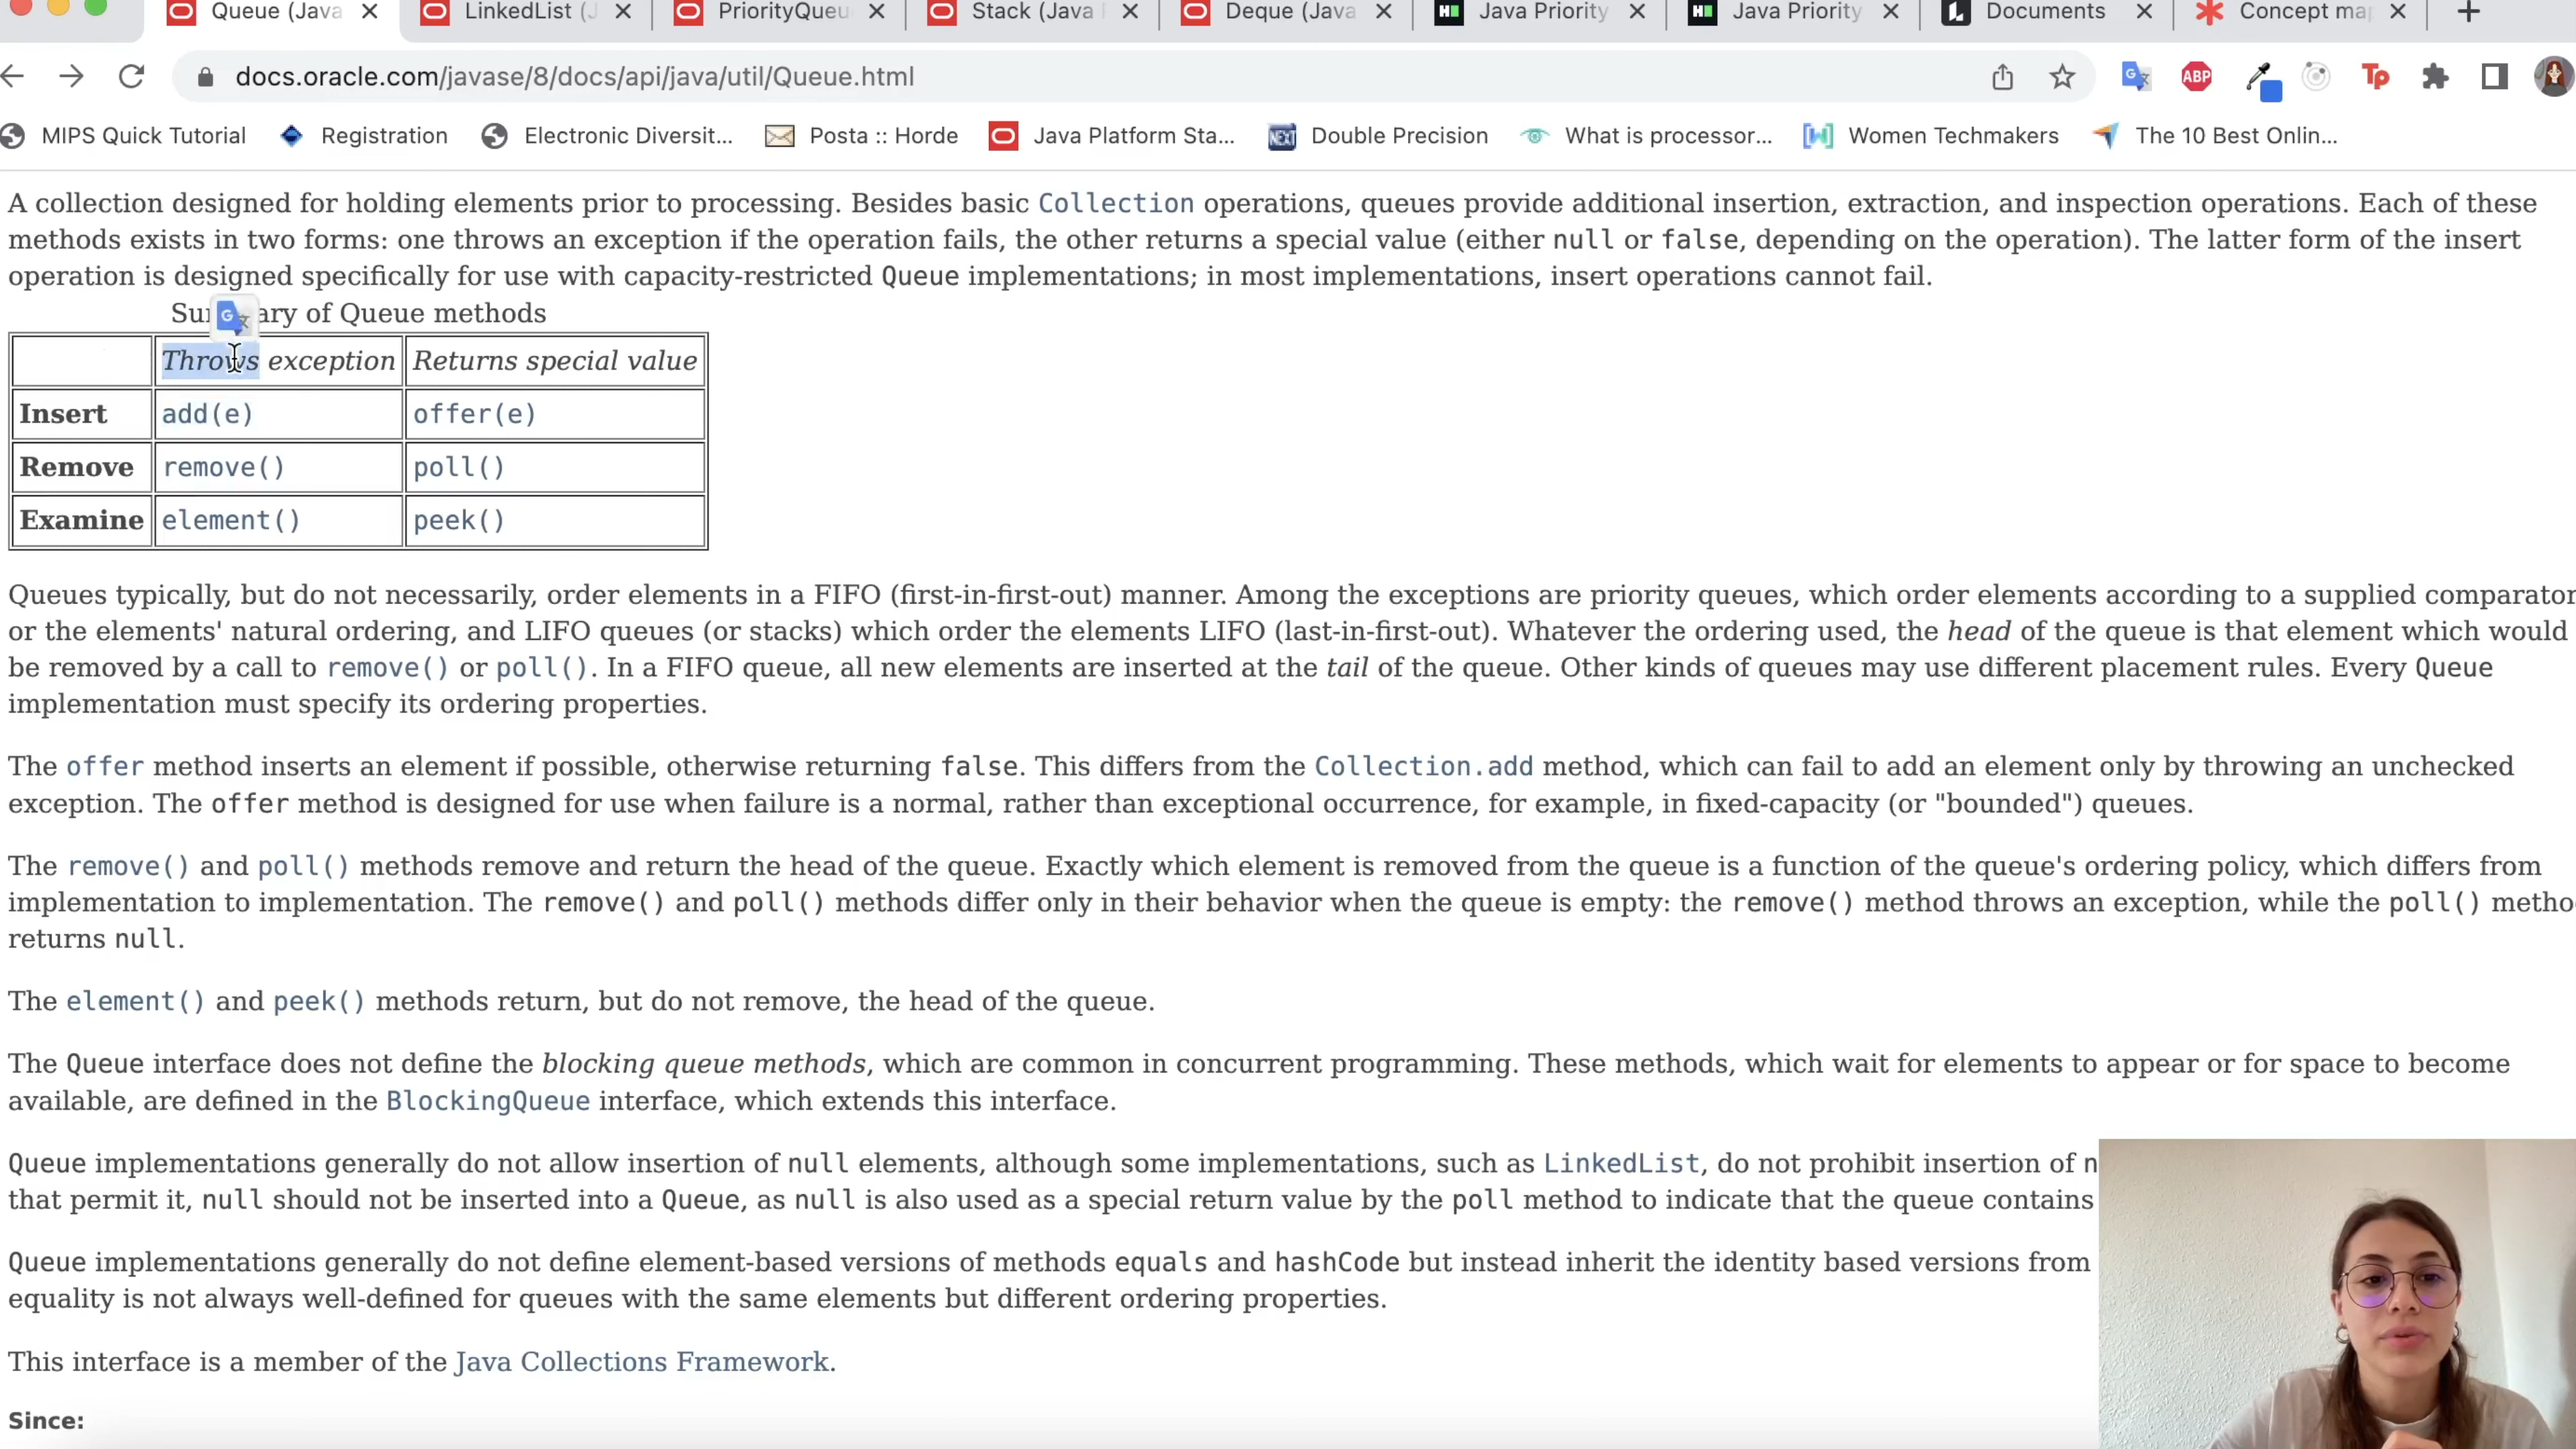 Queue (Java
LinkedList (J
PriorityQueu
Stack (Java
Deque (Java
Java Priority
Java Priority
Documents
Concept map
docs.oracle.com/javase/8/docs/api/java/util/Queue.html
ABP
Tp
MIPS Quick Tutorial
Registration
Electronic Diversit...
Posta :: Horde
Java Platform Sta...
NEXT
Double Precision
What is processor...
Women Techmakers
The 10 Best Onlin...
A collection designed for holding elements prior to processing. Besides basic Collection operations, queues provide additional insertion, extraction, and inspection operations. Each of these
methods exists in two forms: one throws an exception if the operation fails, the other returns a special value (either null or false, depending on the operation). The latter form of the insert
operation is designed specifically for use with capacity-restricted Queue implementations; in most implementations, insert operations cannot fail.
Summary of Queue methods
Throws exception Returns special value
Insert add(e) offer(e)
Remove remove() poll()
Examine element() peek()
Queues typically, but do not necessarily, order elements in a FIFO (first-in-first-out) manner. Among the exceptions are priority queues, which order elements according to a supplied comparator
or the elements' natural ordering, and LIFO queues (or stacks) which order the elements LIFO (last-in-first-out). Whatever the ordering used, the head of the queue is that element which would
be removed by a call to remove() or poll(). In a FIFO queue, all new elements are inserted at the tail of the queue. Other kinds of queues may use different placement rules. Every Queue
implementation must specify its ordering properties.
The offer method inserts an element if possible, otherwise returning false. This differs from the Collection.add method, which can fail to add an element only by throwing an unchecked
exception. The offer method is designed for use when failure is a normal, rather than exceptional occurrence, for example, in fixed-capacity (or "bounded") queues.
The remove() and poll() methods remove and return the head of the queue. Exactly which element is removed from the queue is a function of the queue's ordering policy, which differs from
implementation to implementation. The remove() and poll() methods differ only in their behavior when the queue is empty: the remove() method throws an exception, while the poll() metho
returns null.
The element() and peek() methods return, but do not remove, the head of the queue.
The Queue interface does not define the blocking queue methods, which are common in concurrent programming. These methods, which wait for elements to appear or for space to become
available, are defined in the BlockingQueue interface, which extends this interface.
Queue implementations generally do not allow insertion of null elements, although some implementations, such as LinkedList, do not prohibit insertion of n
that permit it, null should not be inserted into a Queue, as null is also used as a special return value by the poll method to indicate that the queue contains
Queue implementations generally do not define element-based versions of methods equals and hashCode but instead inherit the identity based versions from
equality is not always well-defined for queues with the same elements but different ordering properties.
This interface is a member of the Java Collections Framework.
Since: